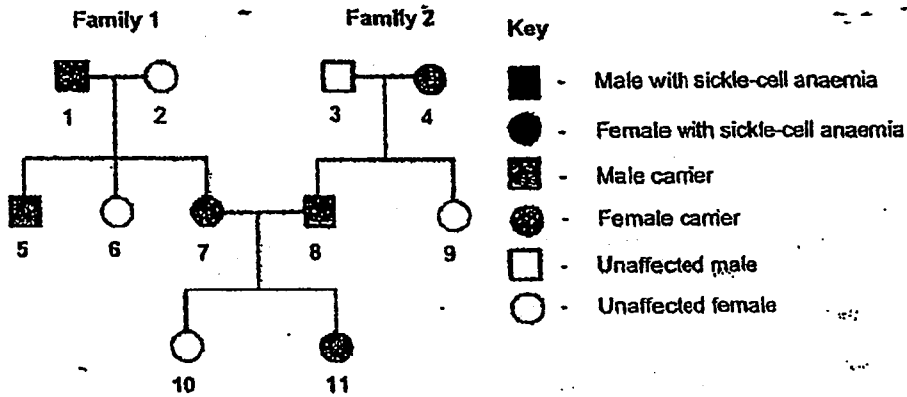 Family 1
Family 2
Key
1 2 3 4
5 6 7 8 9
10 11
- Male with sickle-cell anaemia
- Female with sickle-cell anaemia
- Male carrier
- Female carrier
- Unaffected male
- Unaffected female